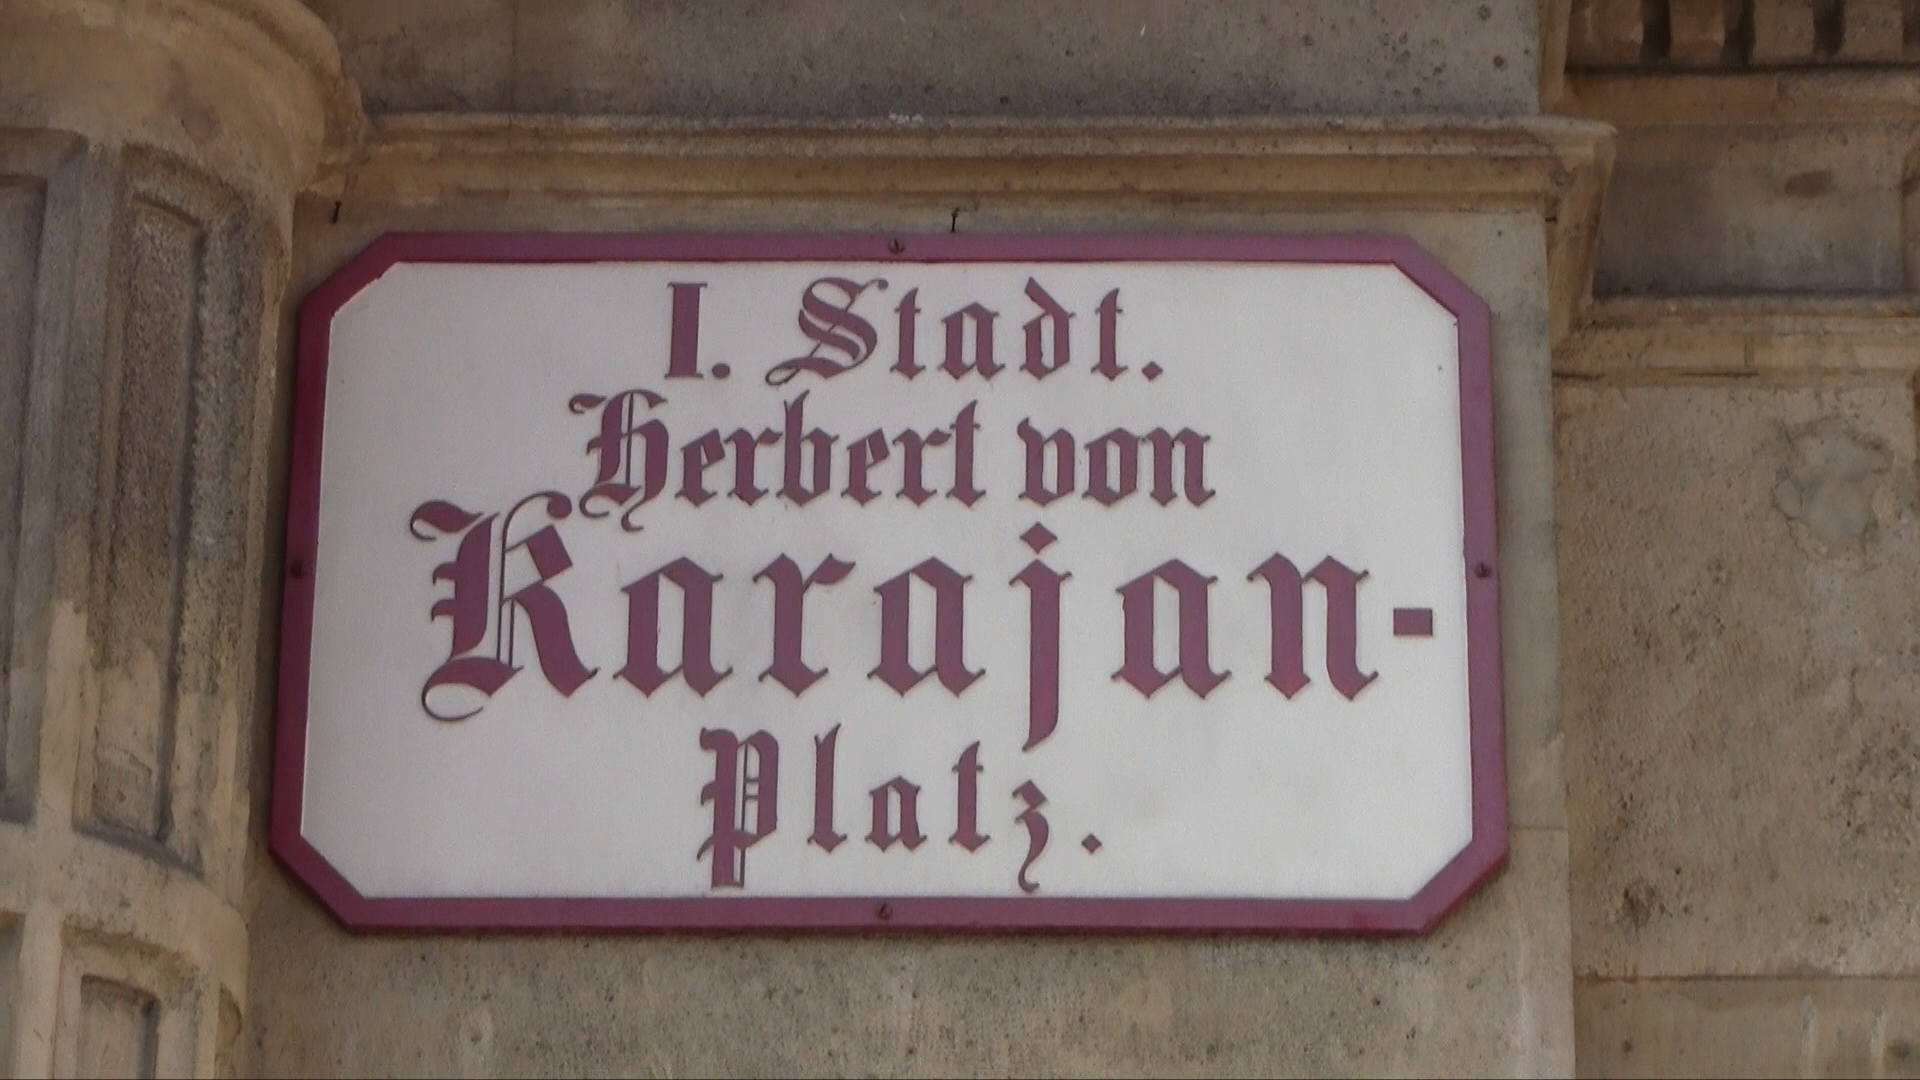 I. Stadt.
Herbert von
Karajan-
Platz.